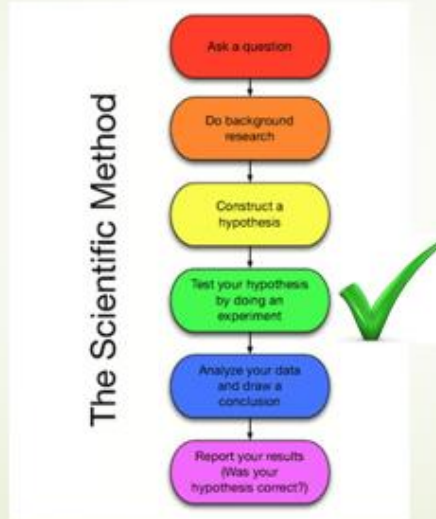 The Scientific Method
Ask a question
Do background
research
Construct a
hypothesis
Test your hypothesis
by doing an
experiment
Analyze your data
and draw a
conclusion
Report your results
(Was your
hypothesis correct?)